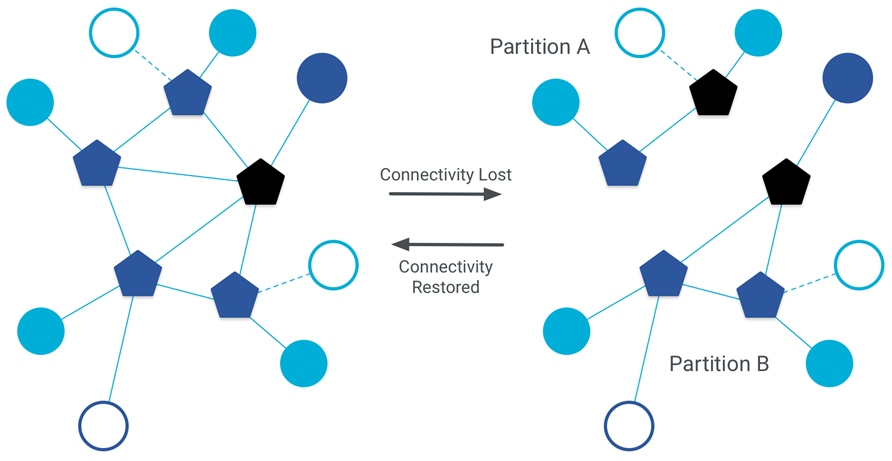 Partition A
Connectivity Lost
Connectivity
Restored
Partition B